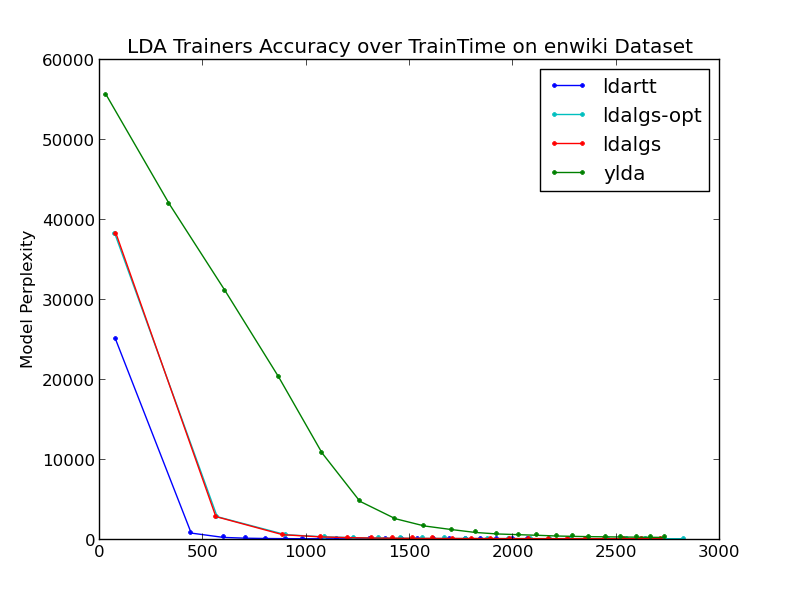 LDA Trainers Accuracy over TrainTime on enwiki Dataset
60000
50000
40000
30000
20000
10000
0
Model Perplexity
ldartt
ldalgs-opt
ldalgs
ylda
0 500 1000 1500 2000 2500 3000